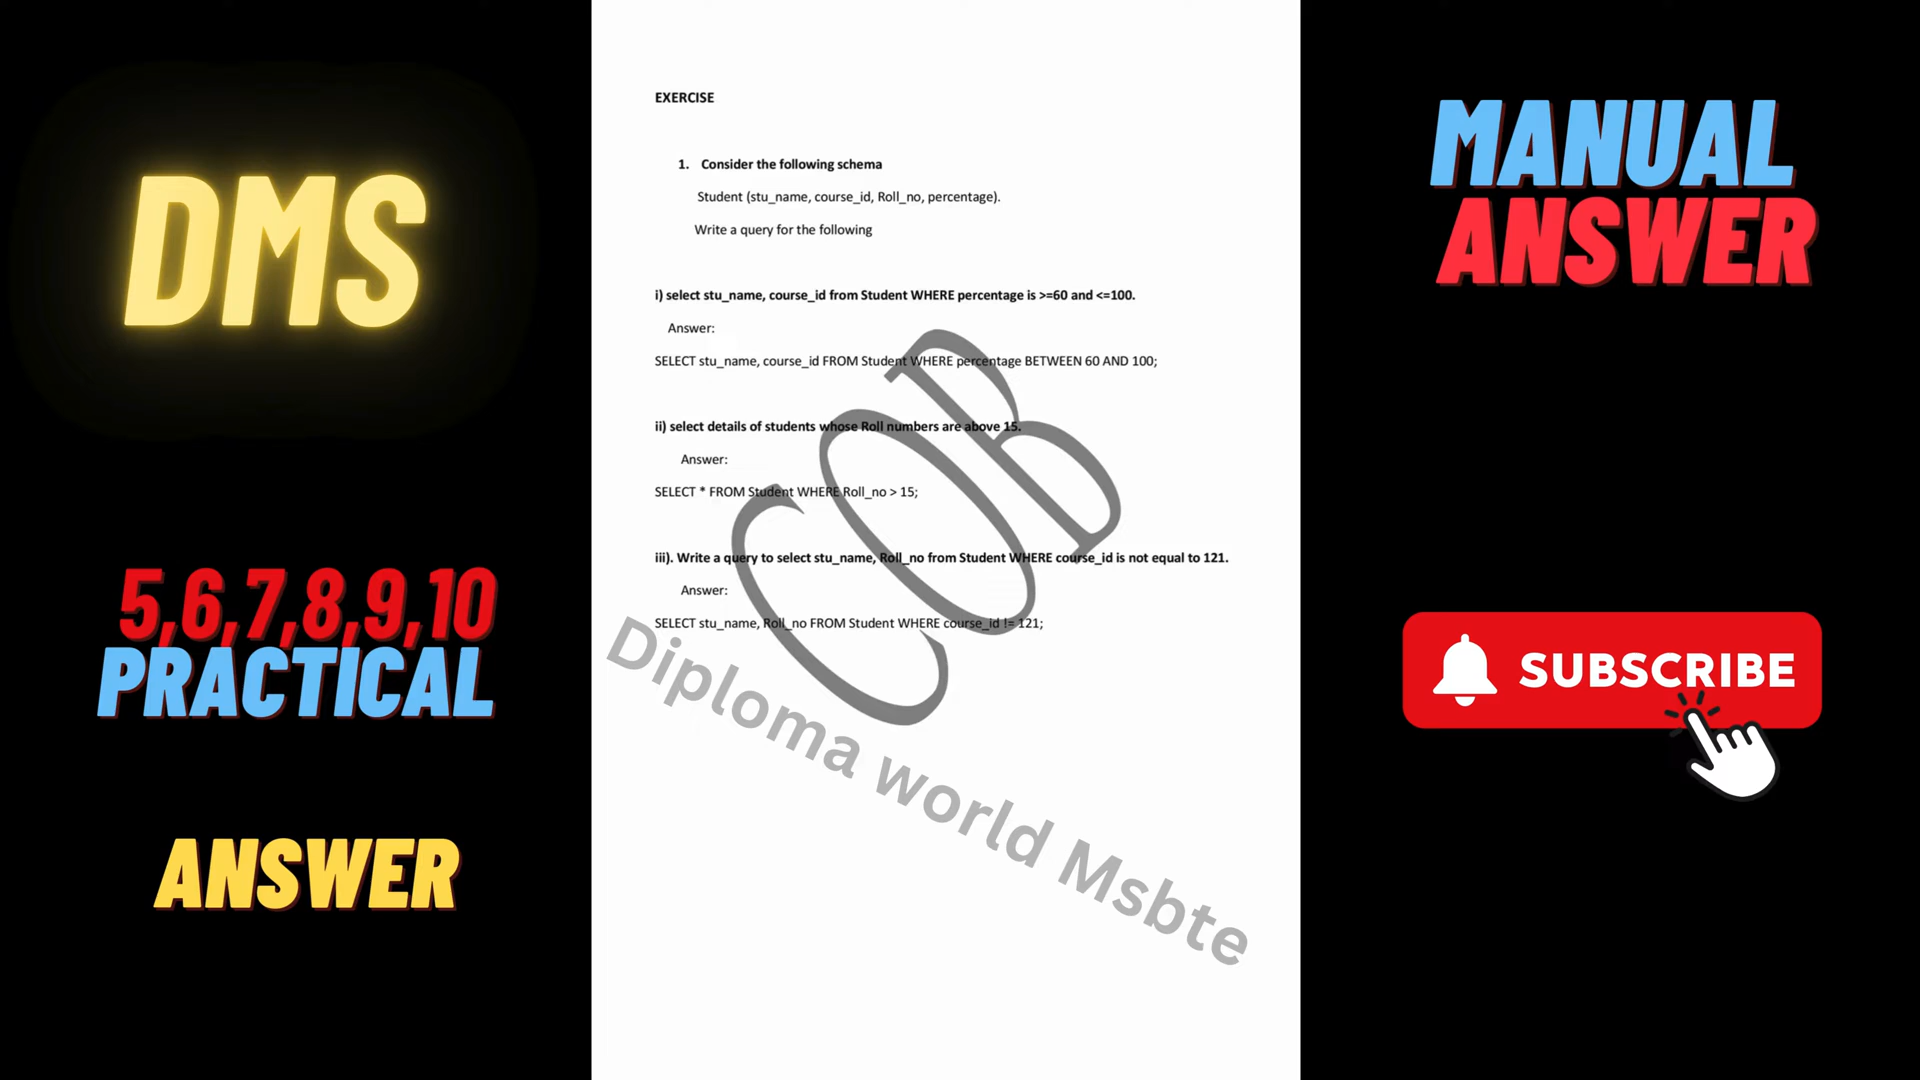 DMS
5,6,7,8,9,10
PRACTICAL
ANSWER
EXERCISE
1. Consider the following schema
Student (stu_name, course_id, Roll_no, percentage).
Write a query for the following
i) select stu_name, course_id from Student WHERE percentage is >=60 and <=100.
Answer:
SELECT stu_name, course_id FROM Student WHERE percentage BETWEEN 60 AND 100;
ii) select details of students whose Roll numbers are above 15.
Answer:
SELECT * FROM Student WHERE Roll_no > 15;
iii). Write a query to select stu_name, Roll_no from Student WHERE course_id is not equal to 121.
Answer:
SELECT stu_name, Roll_no FROM Student WHERE course_id != 121;
COB
Diploma world Msbte
MANUAL
ANSWER
SUBSCRIBE